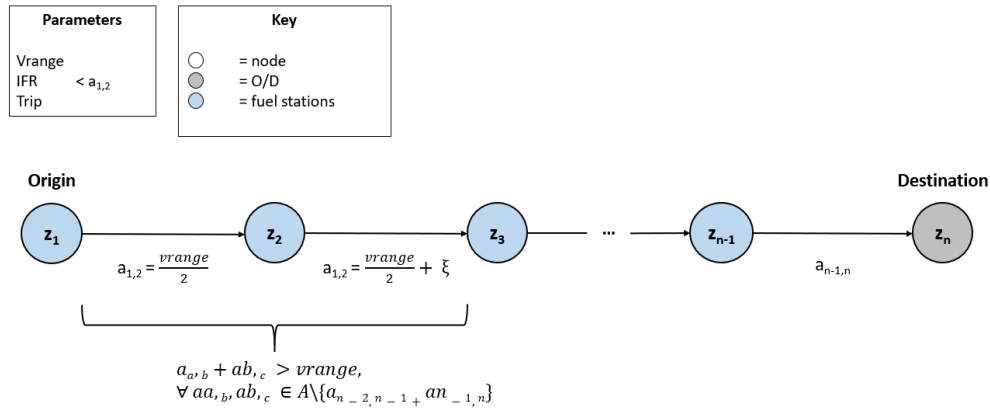 Parameters
Vrange
IFR < a1,2
Trip
Key
= node
= O/D
= fuel stations
Origin
Destination
z1
z2
z3
...
zn-1
zn
a1,2 = vrange/2
a1,2 = vrange/2 + ξ
an-1,n
aa,b + ab,c > vrange,
∀ aa,b, ab,c ∈ A\{an − 2, n − 1 + an − 1, n}